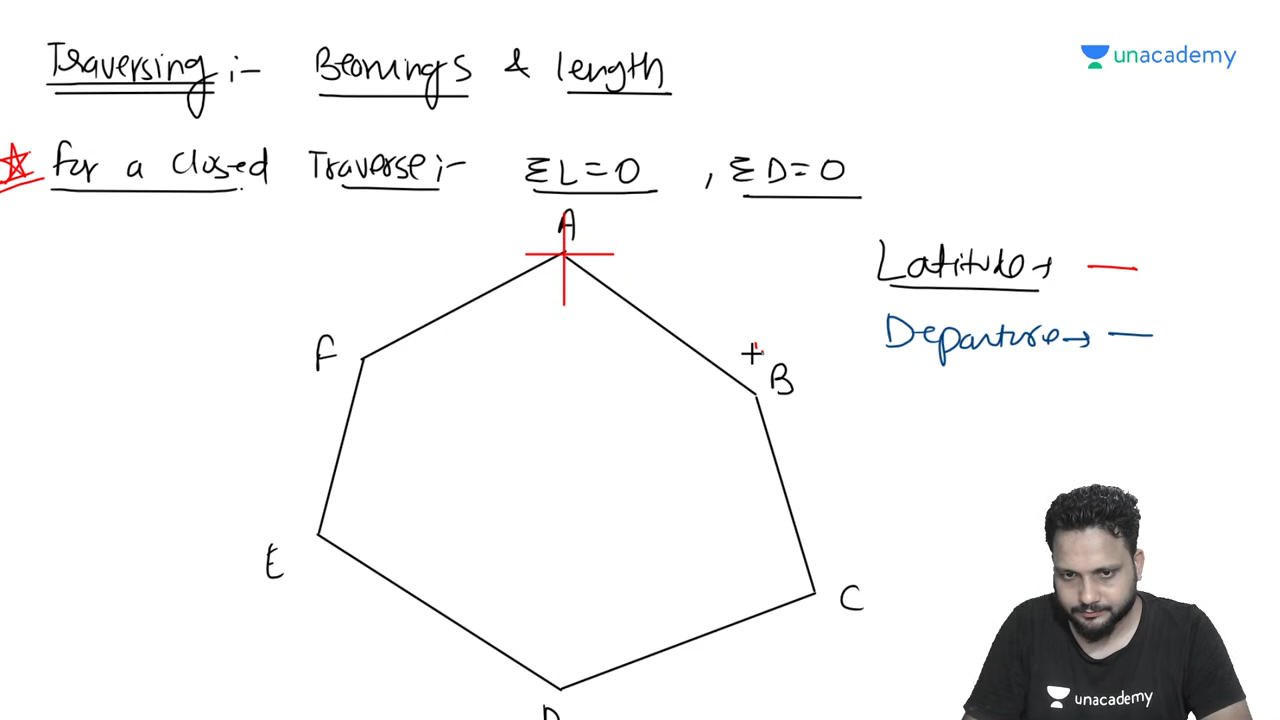 Traversing :- Bearings & length
unacademy
☆ for a closed Traverse :- ΣL=0 , ΣD=0
A
Latitude → —
Departure → —
F
B
E
C
D
unacademy